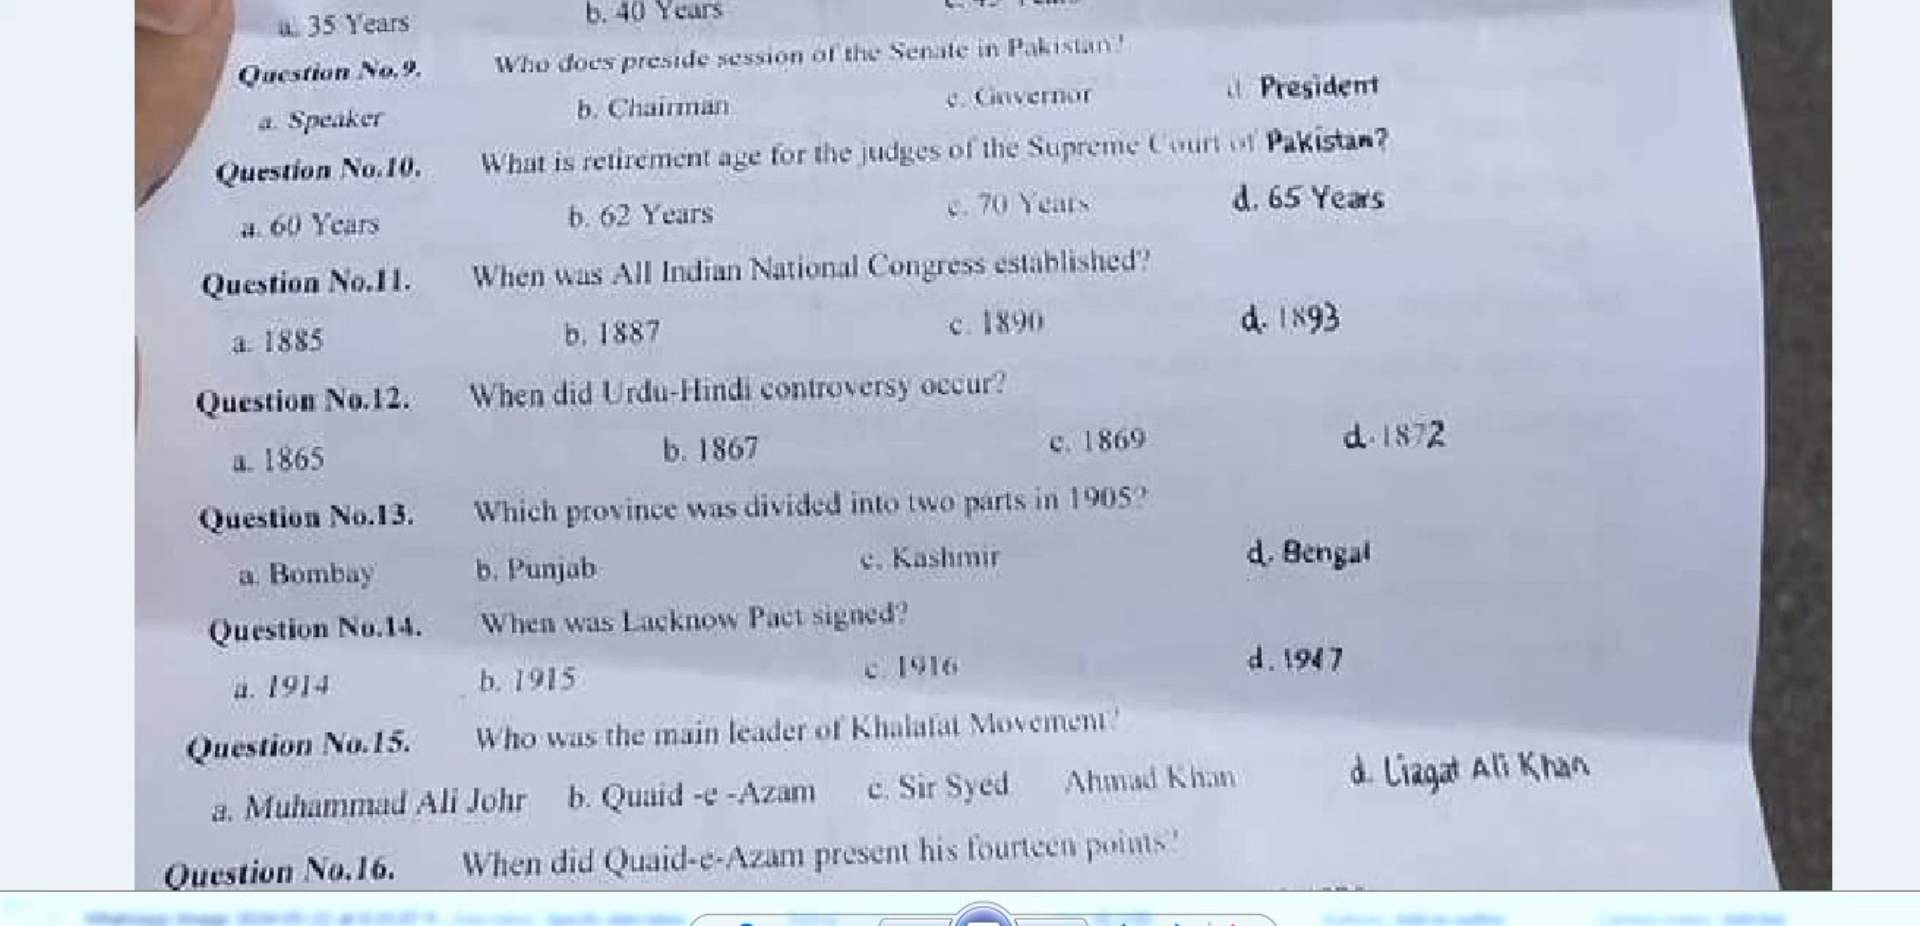 a. 35 Years b. 40 Years
Question No.9. Who does preside session of the Senate in Pakistan?
a. Speaker b. Chairman c. Governor d. President
Question No.10. What is retirement age for the judges of the Supreme Court of Pakistan?
a. 60 Years b. 62 Years c. 70 Years d. 65 Years
Question No.11. When was All Indian National Congress established?
a. 1885 b. 1887 c. 1890 d. 1893
Question No.12. When did Urdu-Hindi controversy occur?
a. 1865 b. 1867 c. 1869 d. 1872
Question No.13. Which province was divided into two parts in 1905?
a. Bombay b. Punjab c. Kashmir d. Bengal
Question No.14. When was Lacknow Pact signed?
a. 1914 b. 1915 c. 1916 d. 1947
Question No.15. Who was the main leader of Khalafat Movement?
a. Muhammad Ali Johr b. Quaid -e -Azam c. Sir Syed Ahmad Khan d. Liagat Ali Khan
Question No.16. When did Quaid-e-Azam present his fourteen points?